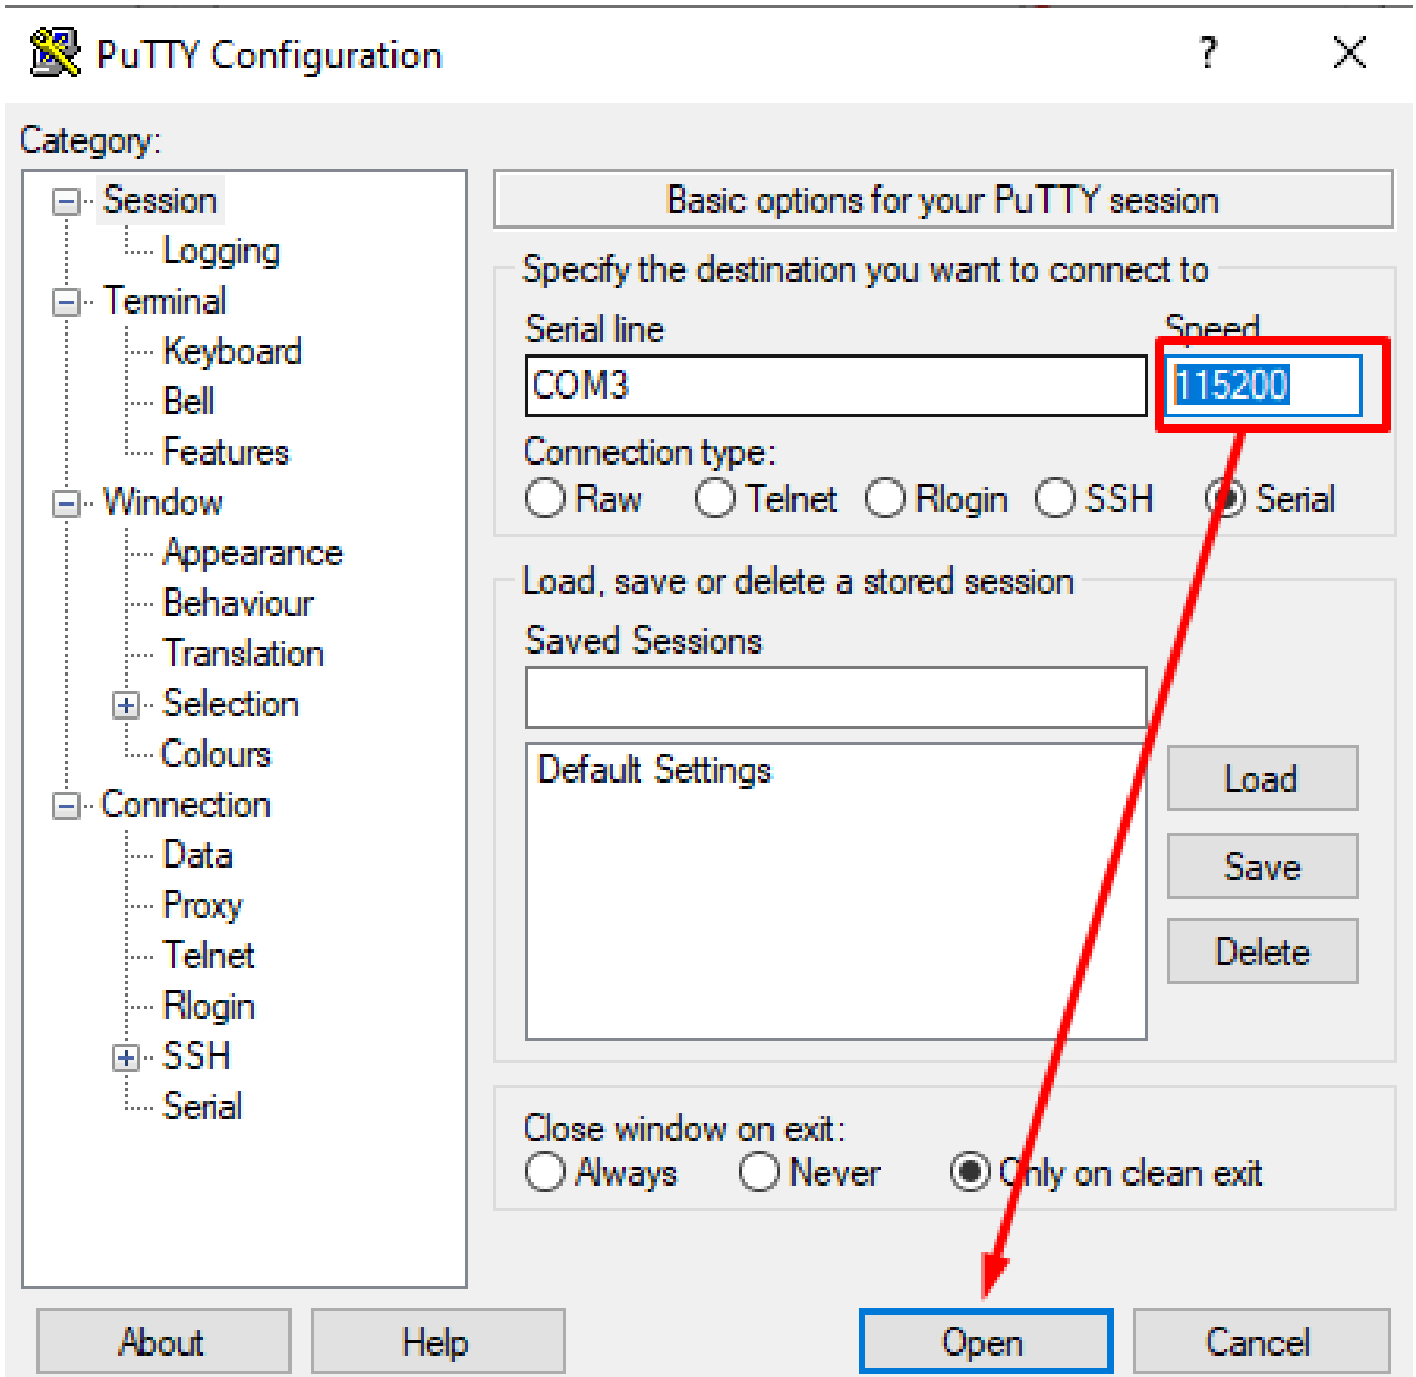 PuTTY Configuration
?
Category:
Session
Logging
Terminal
Keyboard
Bell
Features
Window
Appearance
Behaviour
Translation
Selection
Colours
Connection
Data
Proxy
Telnet
Rlogin
SSH
Serial
Basic options for your PuTTY session
Specify the destination you want to connect to
Serial line Speed
COM3 115200
Connection type:
Raw Telnet Rlogin SSH Serial
Load, save or delete a stored session
Saved Sessions
Default Settings
Load
Save
Delete
Close window on exit:
Always Never Only on clean exit
About Help Open Cancel